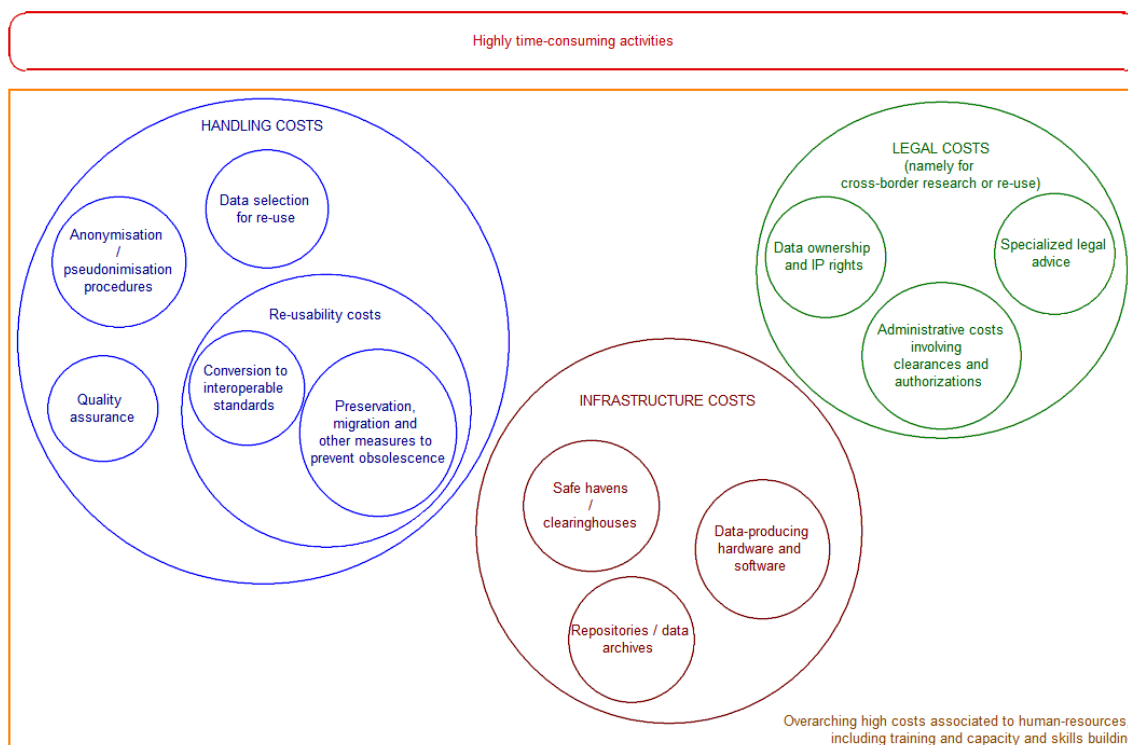 Highly time-consuming activities
HANDLING COSTS
Data selection
for re-use
Anonymisation
/
pseudonimisation
procedures
Re-usability costs
Conversion to
interoperable
standards
Preservation,
migration and
other measures to
prevent obsolescence
Quality
assurance
LEGAL COSTS
(namely for
cross-border research or re-use)
Data ownership
and IP rights
Specialized legal
advice
Administrative costs
involving
clearances and
authorizations
INFRASTRUCTURE COSTS
Safe havens
/
clearinghouses
Data-producing
hardware and
software
Repositories / data
archives
Overarching high costs associated to human-resources,
including training and capacity and skills buildin